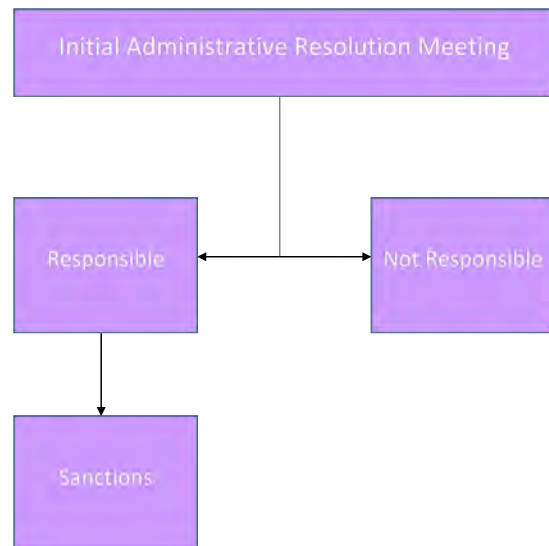 Initial Administrative Resolution Meeting
Responsible
Not Responsible
Sanctions